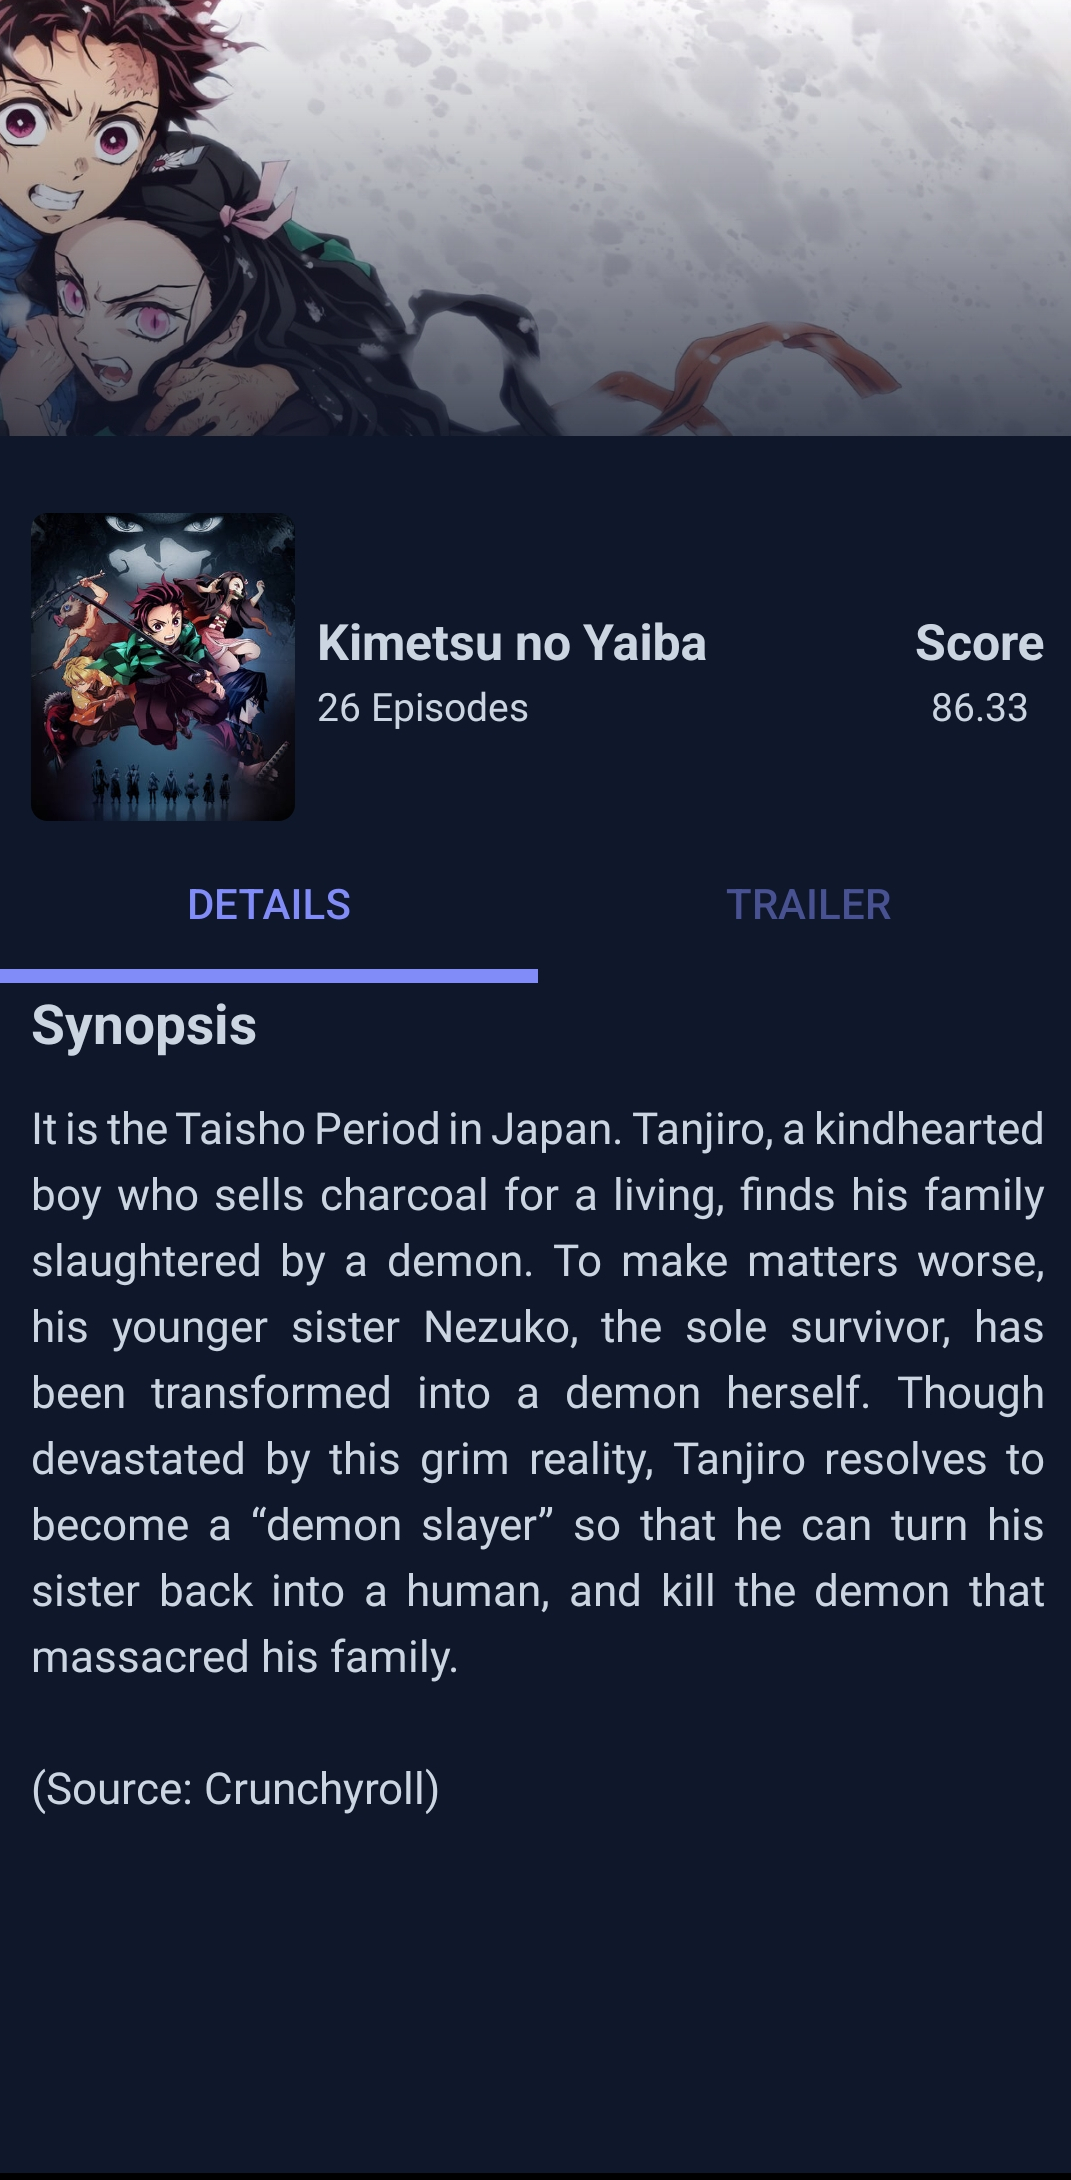 Kimetsu no Yaiba
26 Episodes
Score
86.33
DETAILS
TRAILER
Synopsis
It is the Taisho Period in Japan. Tanjiro, a kindhearted
boy who sells charcoal for a living, finds his family
slaughtered by a demon. To make matters worse,
his younger sister Nezuko, the sole survivor, has
been transformed into a demon herself. Though
devastated by this grim reality, Tanjiro resolves to
become a “demon slayer” so that he can turn his
sister back into a human, and kill the demon that
massacred his family.
(Source: Crunchyroll)